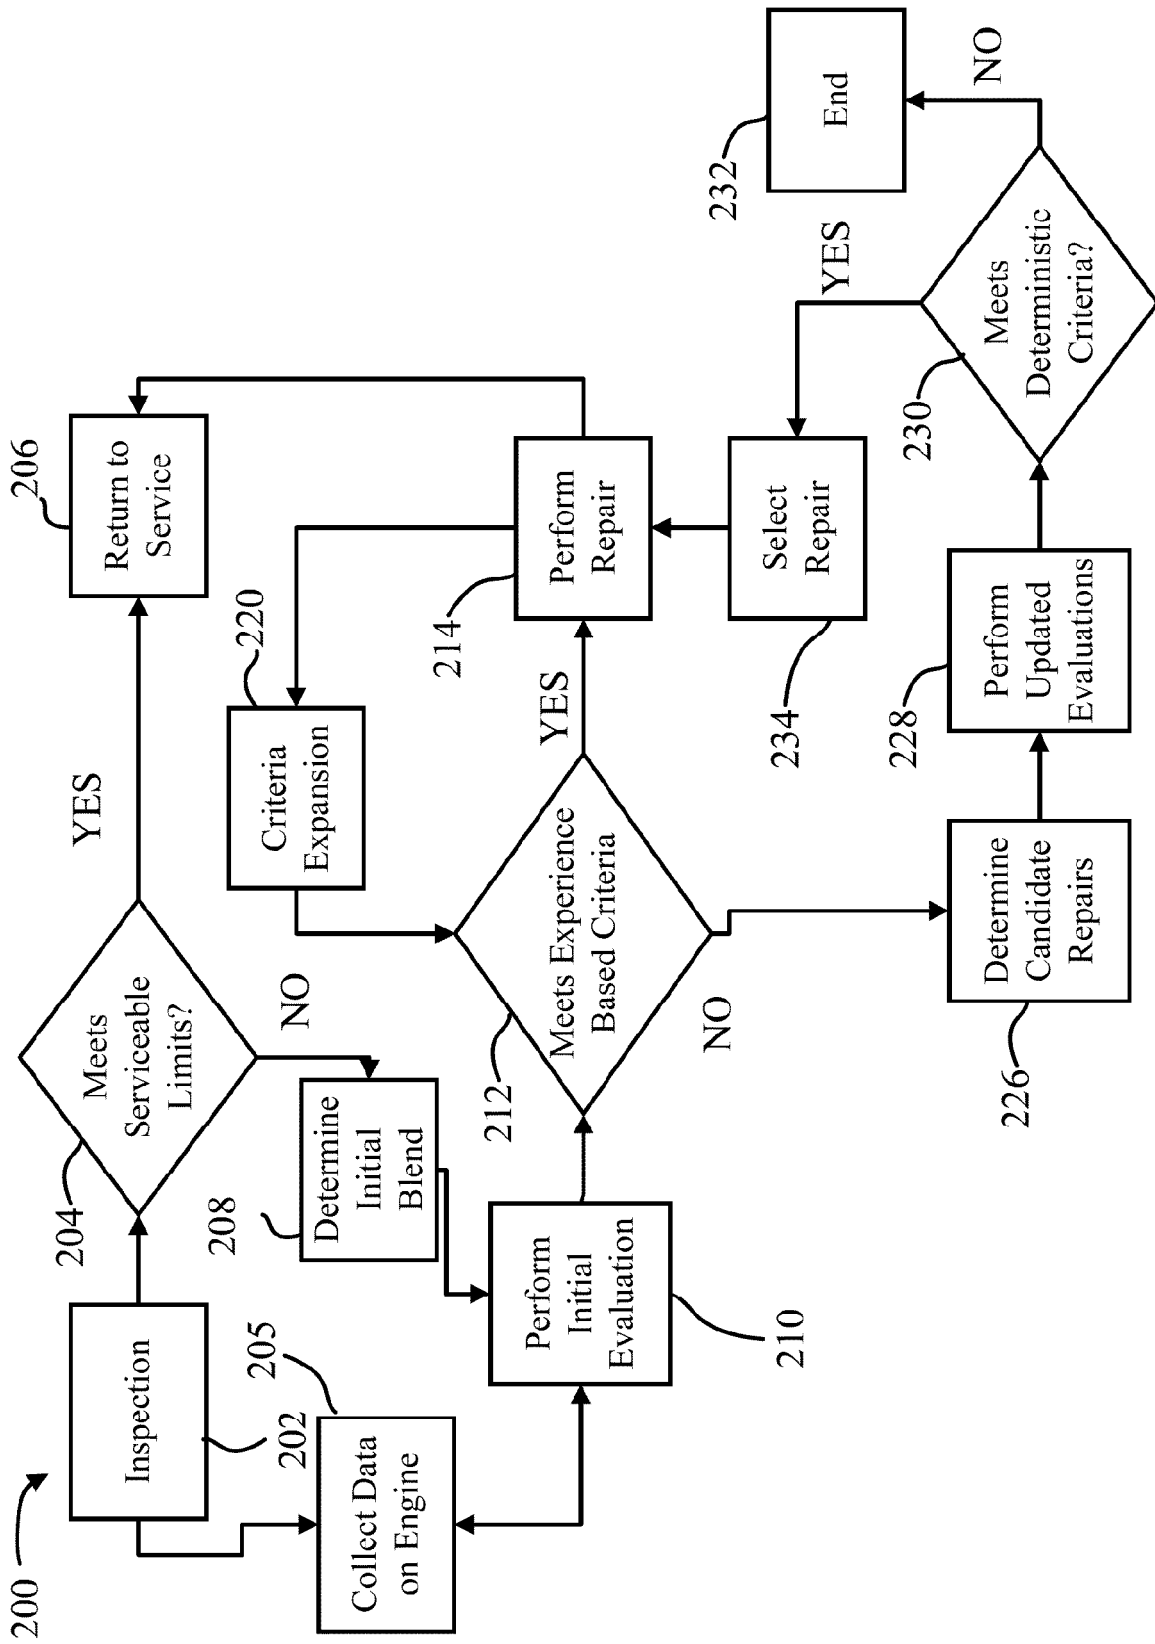 200
Inspection
202
204
Meets
Serviceable
Limits?
YES
NO
Return to
Service
206
205
Collect Data
on Engine
208
Determine
Initial
Blend
Perform
Initial
Evaluation
210
212
Meets Experience
Based Criteria
YES
NO
Criteria
Expansion
220
214
Perform
Repair
Select
Repair
234
226
Determine
Candidate
Repairs
228
Perform
Updated
Evaluations
230
Meets
Deterministic
Criteria?
YES
NO
232
End